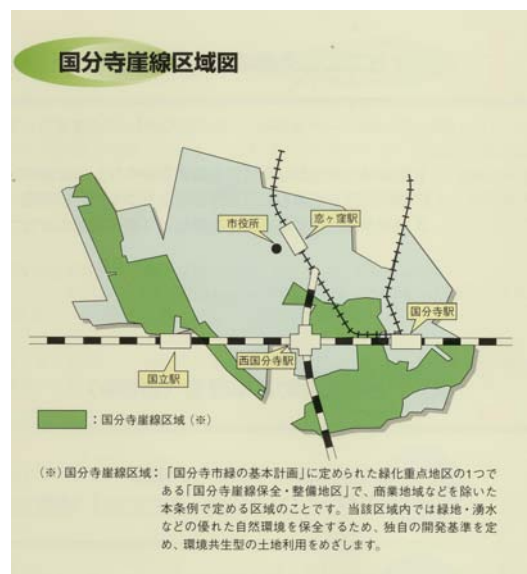 国分寺崖線区域図
恋ヶ窪駅
市役所
国分寺駅
西国分寺駅
国立駅
:国分寺崖線区域(※)
(※)国分寺崖線区域:「国分寺市緑の基本計画」に定められた緑化重点地区の1つで
ある「国分寺崖線保全・整備地区」で、商業地域などを除いた
本条例で定める区域のことです。当該区域内では緑地・湧水
などの優れた自然環境を保全するため、独自の開発基準を定
め、環境共生型の土地利用をめざします。